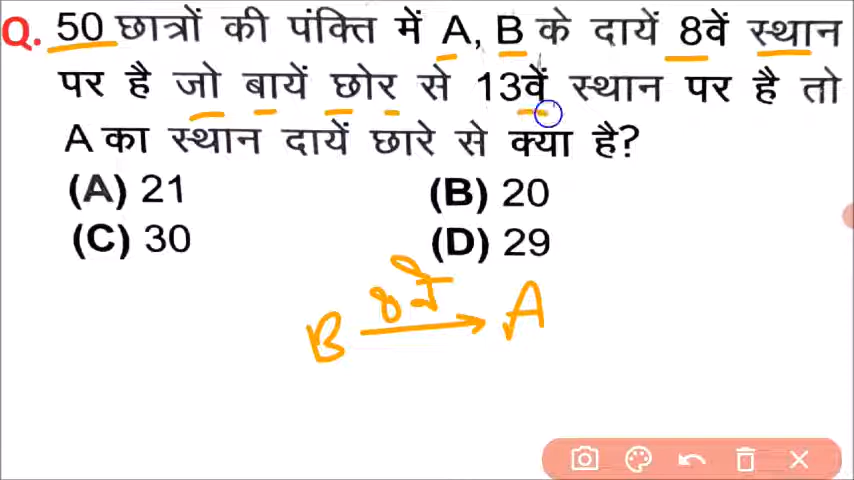 Q. 50 छात्रों की पंक्ति में A, B के दायें 8वें स्थान
पर है जो बायें छोर से 13वें स्थान पर है तो
A का स्थान दायें छारे से क्या है?
(A) 21 (B) 20
(C) 30 (D) 29
8वें
B → A